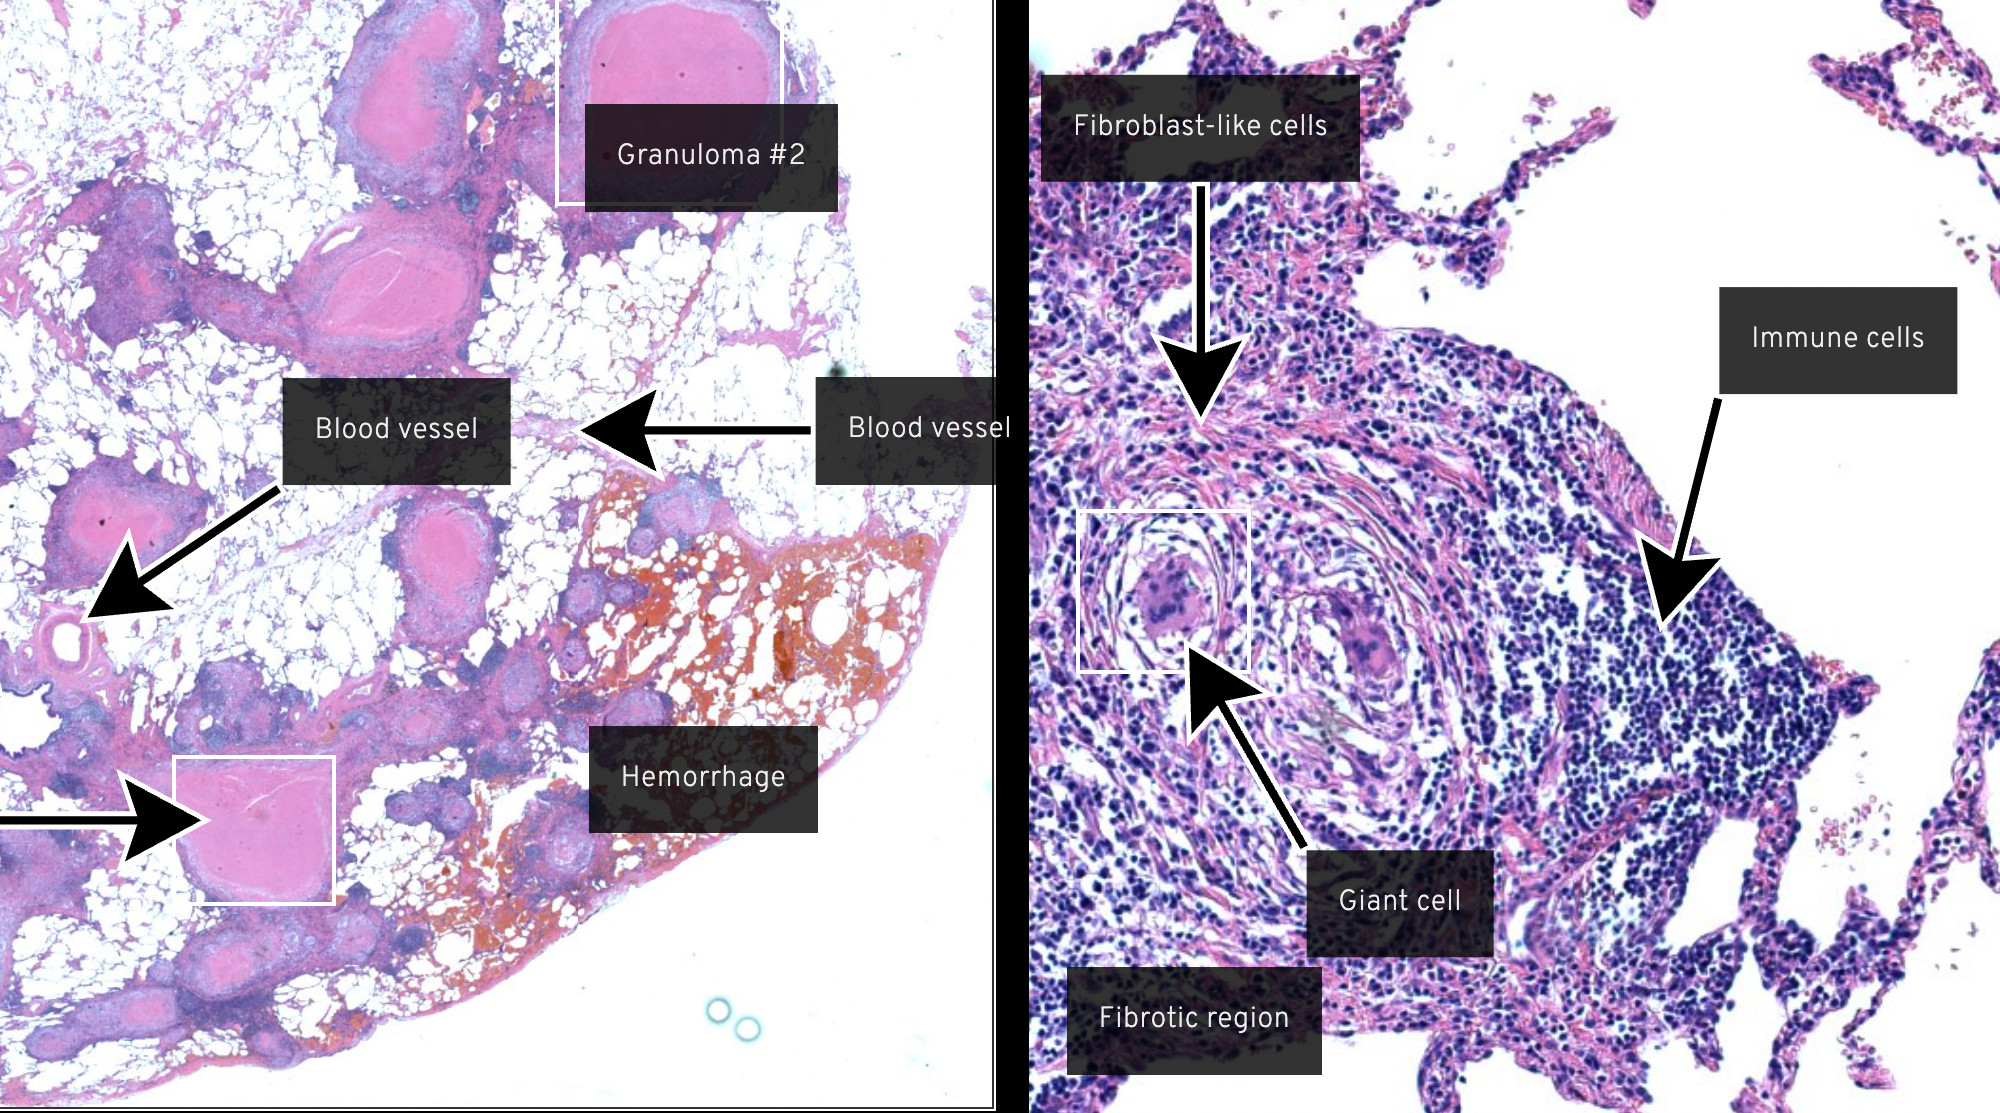 Granuloma #2
Blood vessel
Blood vessel
Hemorrhage
Fibroblast-like cells
Immune cells
Giant cell
Fibrotic region